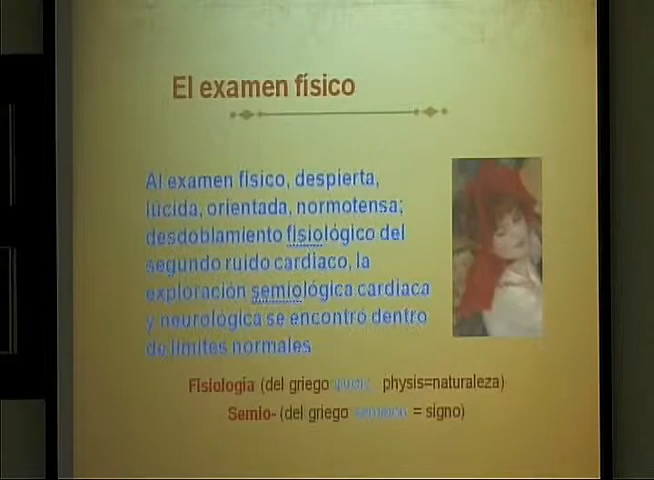 El examen físico
Al examen físico, despierta,
lúcida, orientada, normotensa;
desdoblamiento fisiológico del
segundo ruido cardiaco, la
exploración semiológica cardiaca
y neurológica se encontró dentro
de limites normales
Fisiología (del griego physis=naturaleza)
Semio- (del griego = signo)